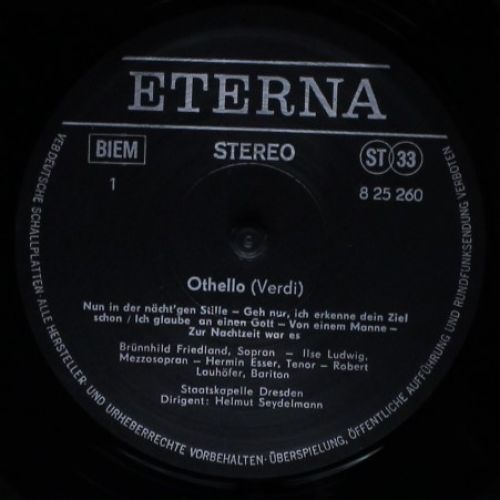 ETERNA
BIEM
STEREO
ST 33
1
8 25 260
Othello (Verdi)
Nun in der nächt'gen Stille – Geh nur, ich erkenne dein Ziel
schon / Ich glaube an einen Gott – Von einem Manne –
Zur Nachtzeit war es
Brünnhild Friedland, Sopran – Ilse Ludwig,
Mezzosopran – Hermin Esser, Tenor – Robert
Lauhöfer, Bariton
Staatskapelle Dresden
Dirigent: Helmut Seydelmann
VEB DEUTSCHE SCHALLPLATTEN · ALLE HERSTELLER- UND URHEBERRECHTE VORBEHALTEN · ÜBERSPIELUNG, ÖFFENTLICHE AUFFÜHRUNG UND RUNDFUNKSENDUNG VERBOTEN